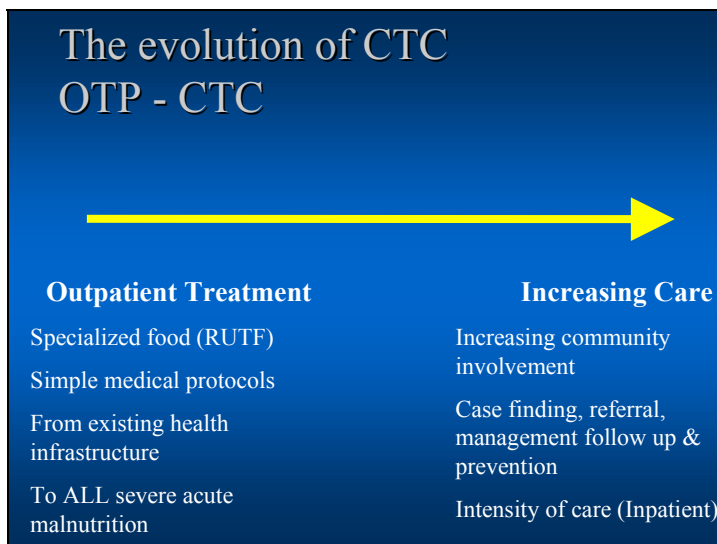 The evolution of CTC
OTP - CTC
Outpatient Treatment
Specialized food (RUTF)
Simple medical protocols
From existing health
infrastructure
To ALL severe acute
malnutrition
Increasing Care
Increasing community
involvement
Case finding, referral,
management follow up &
prevention
Intensity of care (Inpatient)